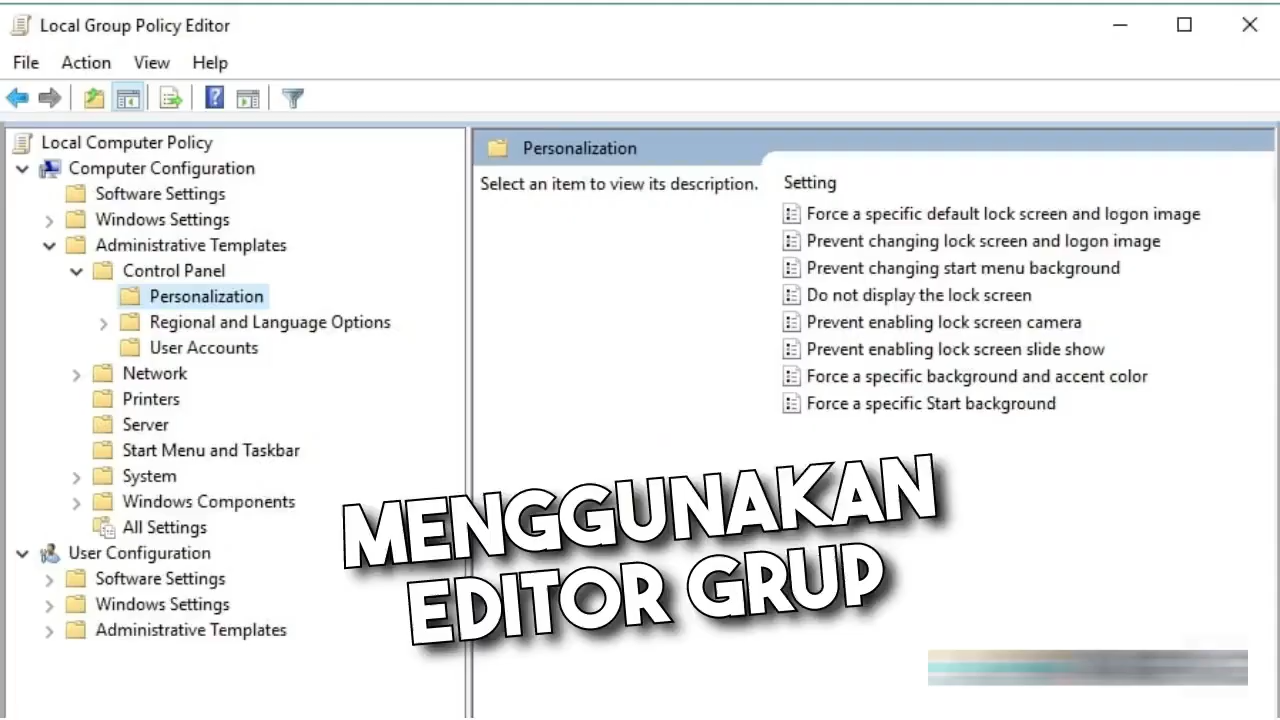 Local Group Policy Editor
File Action View Help
Local Computer Policy
Computer Configuration
Software Settings
Windows Settings
Administrative Templates
Control Panel
Personalization
Regional and Language Options
User Accounts
Network
Printers
Server
Start Menu and Taskbar
System
Windows Components
All Settings
User Configuration
Software Settings
Windows Settings
Administrative Templates
Personalization
Select an item to view its description.
Setting
Force a specific default lock screen and logon image
Prevent changing lock screen and logon image
Prevent changing start menu background
Do not display the lock screen
Prevent enabling lock screen camera
Prevent enabling lock screen slide show
Force a specific background and accent color
Force a specific Start background
MENGGUNAKAN
EDITOR GRUP